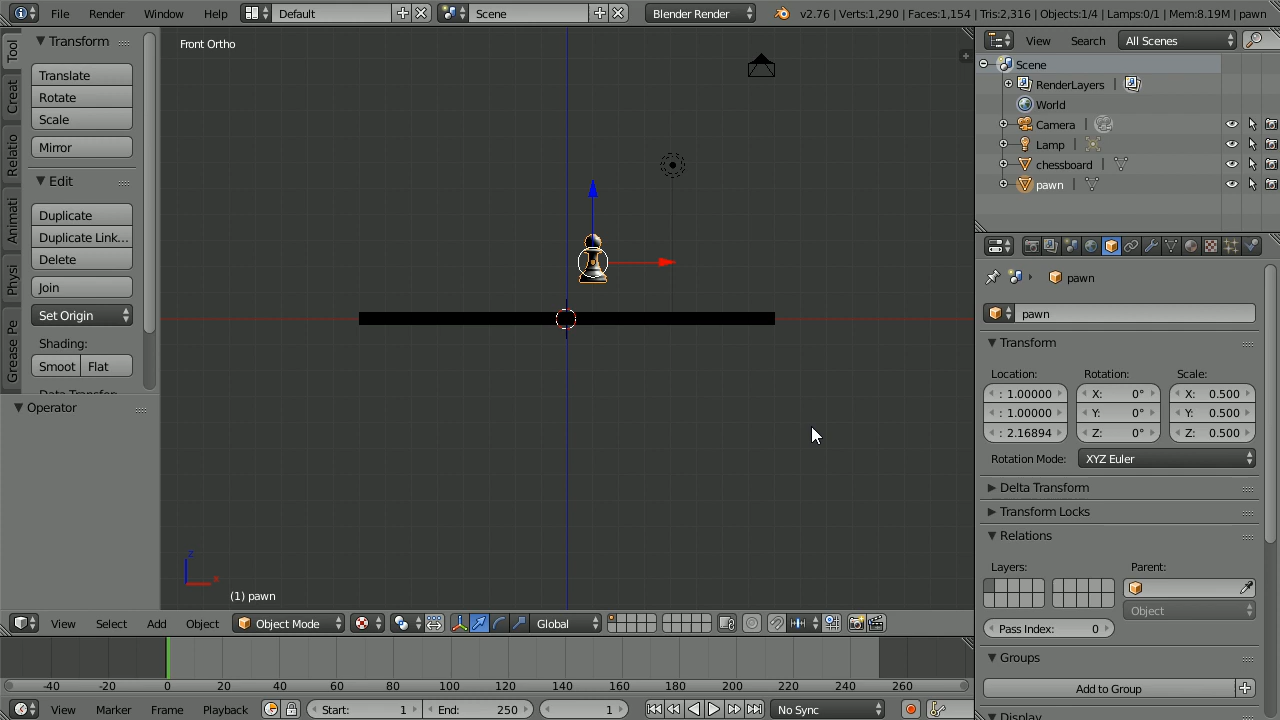 File Render Window Help Default Scene Blender Render v2.76 | Verts:1,290 | Faces:1,154 | Tris:2,316 | Objects:1/4 | Lamps:0/1 | Mem:8.19M | pawn
Transform
Translate
Rotate
Scale
Mirror
Edit
Duplicate
Duplicate Link...
Delete
Join
Set Origin
Shading:
Smoot Flat
Operator
Tool
Creat
Relatio
Animati
Physi
Grease Pe
Front Ortho
z
(1) pawn
View Select Add Object Object Mode Global
-40 -20 0 20 40 60 80 100 120 140 160 180 200 220 240 260
View Marker Frame Playback Start: 1 End: 250 1 No Sync
View Search All Scenes
Scene
RenderLayers
World
Camera
Lamp
chessboard
pawn
pawn
pawn
Transform
Location: Rotation: Scale:
: 1.00000 X: 0° X: 0.500
: 1.00000 Y: 0° Y: 0.500
: 2.16894 Z: 0° Z: 0.500
Rotation Mode: XYZ Euler
Delta Transform
Transform Locks
Relations
Layers: Parent:
Object
Pass Index: 0
Groups
Add to Group
Display